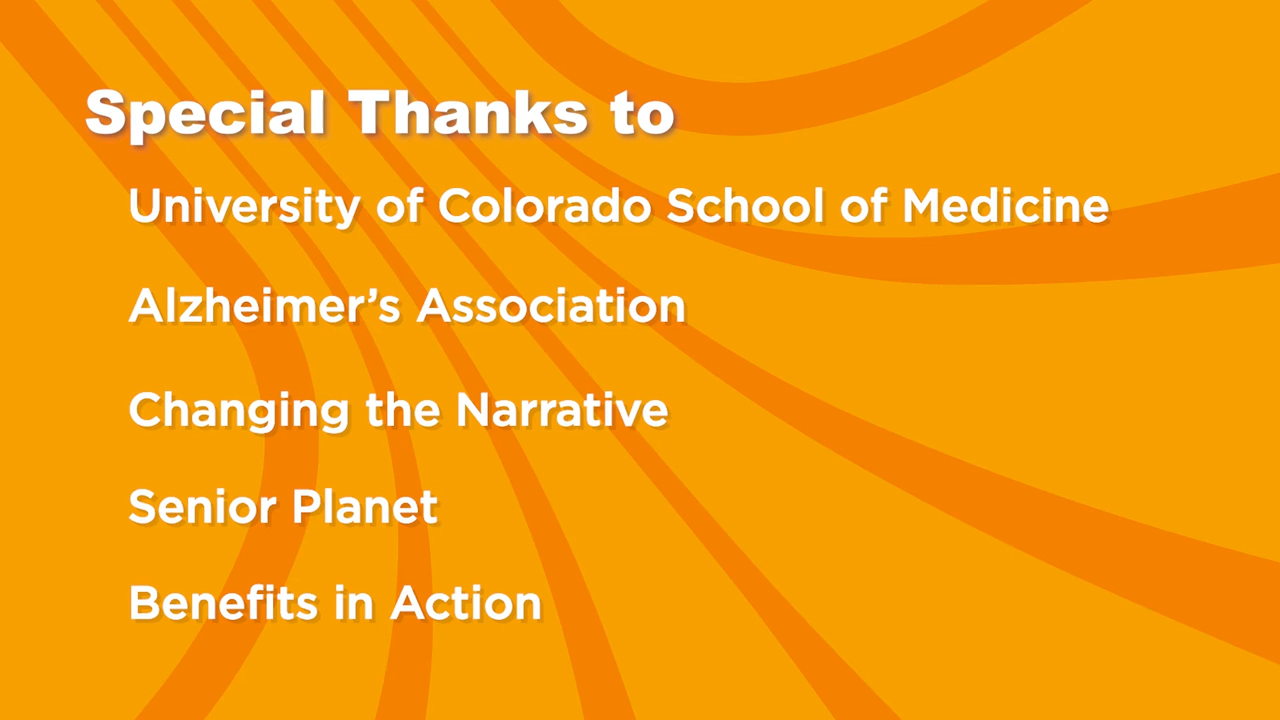 Special Thanks to
University of Colorado School of Medicine
Alzheimer’s Association
Changing the Narrative
Senior Planet
Benefits in Action